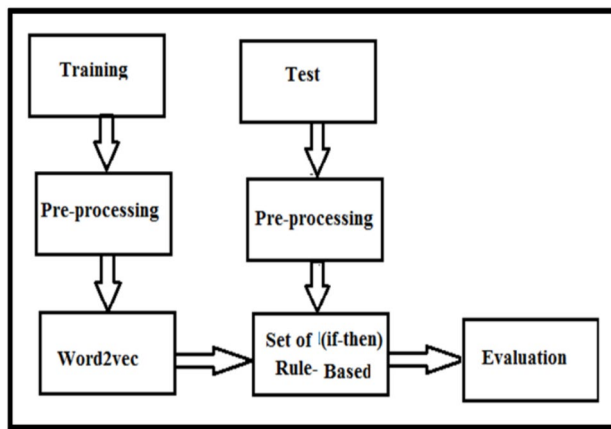 Training
Test
Pre-processing
Pre-processing
Word2vec
Set of (if-then)
Rule- Based
Evaluation